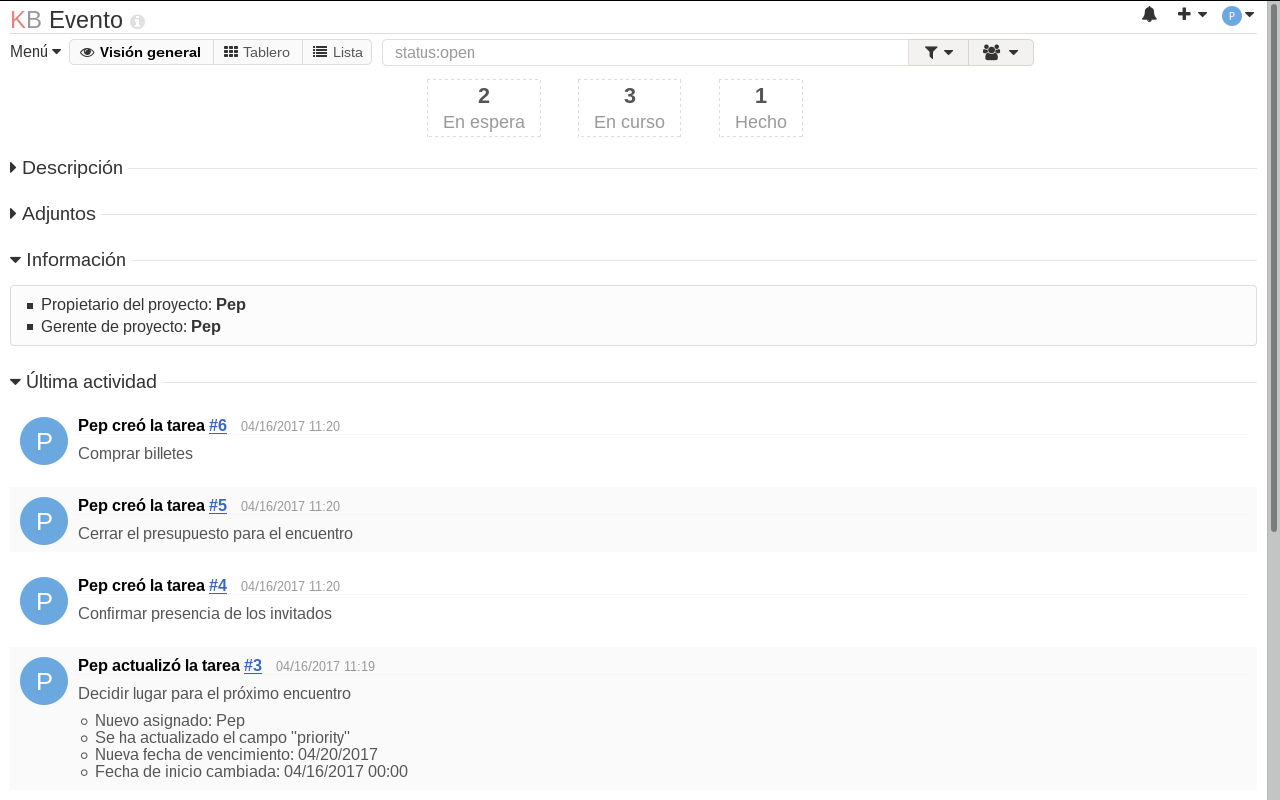 KB Evento
P
Menú Visión general Tablero Lista status:open
2 3 1
En espera En curso Hecho
Descripción
Adjuntos
Información
Propietario del proyecto: Pep
Gerente de proyecto: Pep
Última actividad
P
Pep creó la tarea #6 04/16/2017 11:20
Comprar billetes
P
Pep creó la tarea #5 04/16/2017 11:20
Cerrar el presupuesto para el encuentro
P
Pep creó la tarea #4 04/16/2017 11:20
Confirmar presencia de los invitados
P
Pep actualizó la tarea #3 04/16/2017 11:19
Decidir lugar para el próximo encuentro
Nuevo asignado: Pep
Se ha actualizado el campo "priority"
Nueva fecha de vencimiento: 04/20/2017
Fecha de inicio cambiada: 04/16/2017 00:00